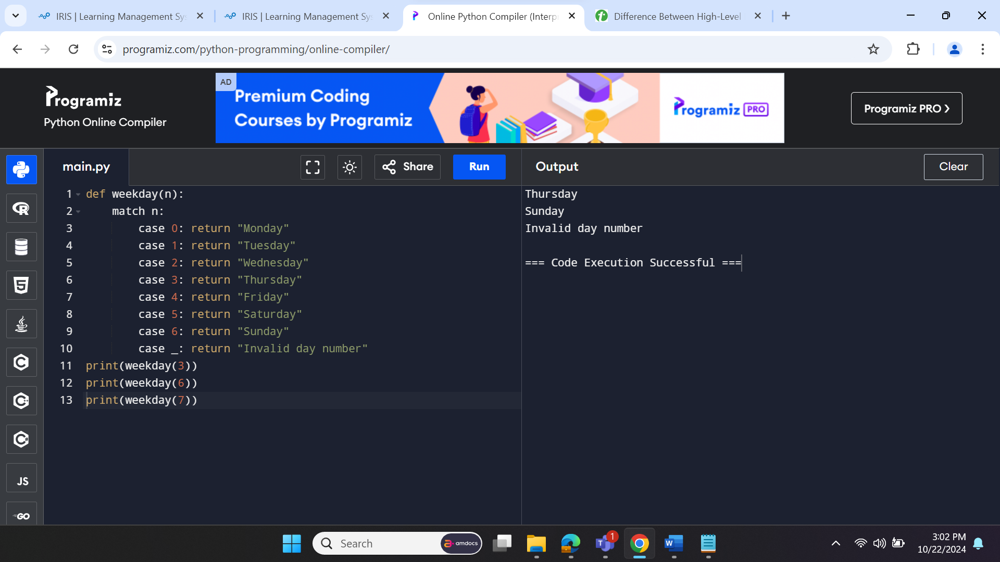 IRIS | Learning Management Sys
IRIS | Learning Management Sys
Online Python Compiler (Interp
Difference Between High-Level
programiz.com/python-programming/online-compiler/
Programiz
Python Online Compiler
AD
Premium Coding
Courses by Programiz
Programiz PRO
Programiz PRO ❯
main.py
Share
Run
Output
Clear
1 def weekday(n):
2     match n:
3         case 0: return "Monday"
4         case 1: return "Tuesday"
5         case 2: return "Wednesday"
6         case 3: return "Thursday"
7         case 4: return "Friday"
8         case 5: return "Saturday"
9         case 6: return "Sunday"
10         case _: return "Invalid day number"
11 print(weekday(3))
12 print(weekday(6))
13 print(weekday(7))
Thursday
Sunday
Invalid day number
=== Code Execution Successful ===
R
5
C
C++
C#
JS
GO
Search
a amdocs
T
1
W
3:02 PM
10/22/2024